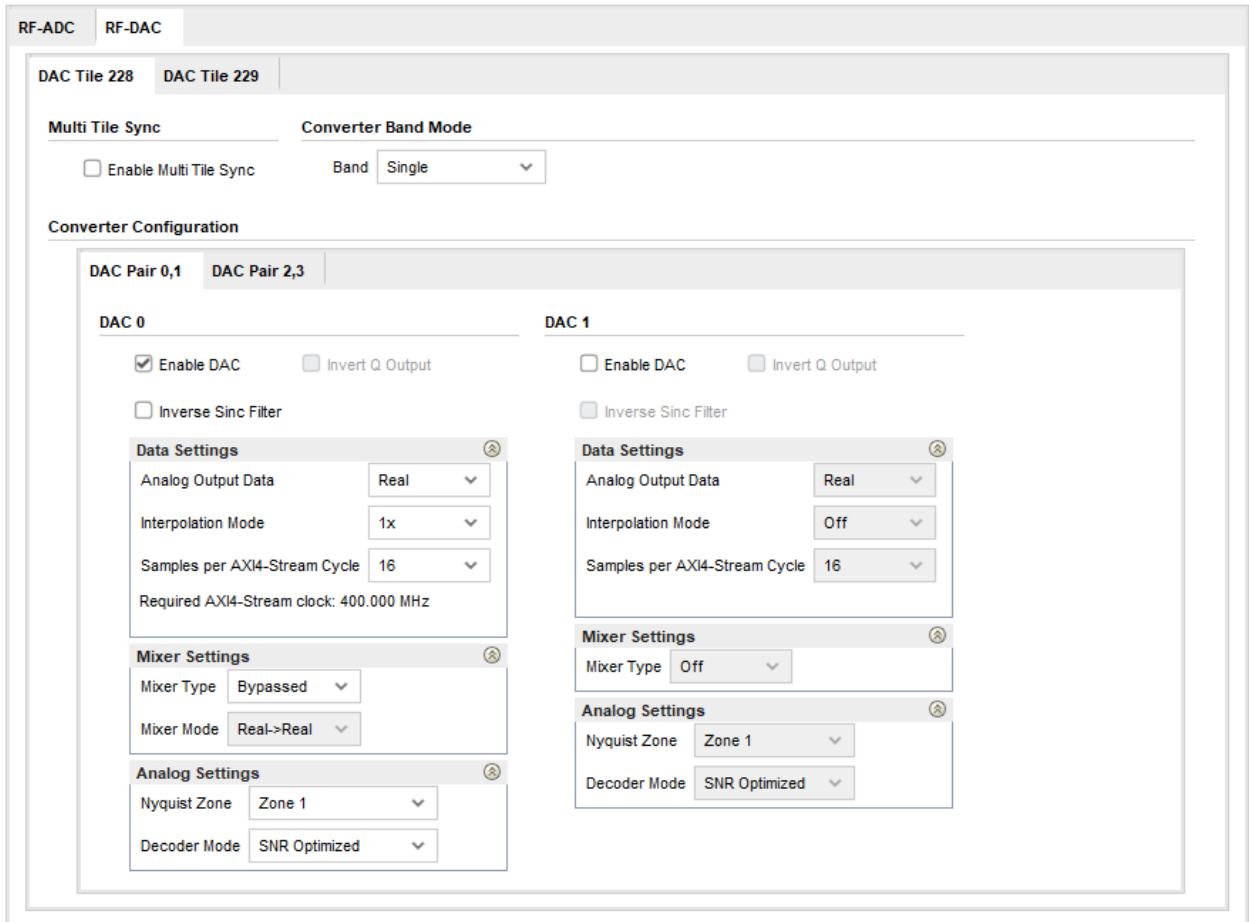 RF-ADC RF-DAC
DAC Tile 228 DAC Tile 229
Multi Tile Sync Converter Band Mode
Enable Multi Tile Sync Band Single
Converter Configuration
DAC Pair 0,1 DAC Pair 2,3
DAC 0 DAC 1
Enable DAC Invert Q Output Enable DAC Invert Q Output
Inverse Sinc Filter Inverse Sinc Filter
Data Settings Data Settings
Analog Output Data Real Analog Output Data Real
Interpolation Mode 1x Interpolation Mode Off
Samples per AXI4-Stream Cycle 16 Samples per AXI4-Stream Cycle 16
Required AXI4-Stream clock: 400.000 MHz
Mixer Settings
Mixer Type Off
Mixer Settings
Mixer Type Bypassed
Mixer Mode Real->Real
Analog Settings
Nyquist Zone Zone 1
Decoder Mode SNR Optimized
Analog Settings
Nyquist Zone Zone 1
Decoder Mode SNR Optimized